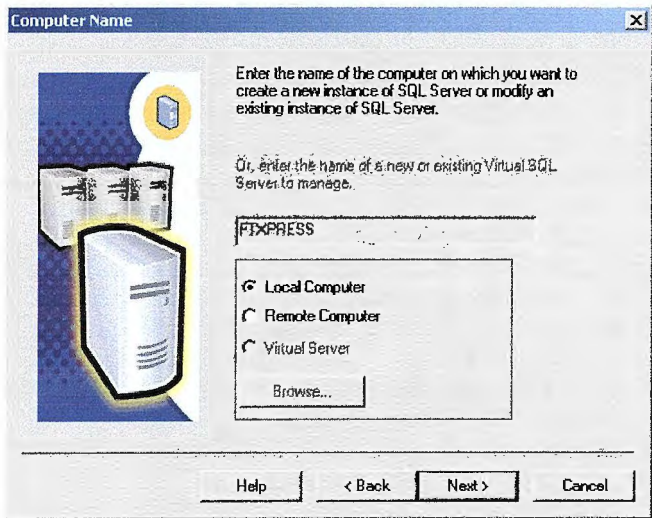 Computer Name
Enter the name of the computer on which you want to
create a new instance of SQL Server or modify an
existing instance of SQL Server.
Or, enter the name of a new or existing Virtual SQL
Server to manage.
FTXPRESS
Local Computer
Remote Computer
Virtual Server
Browse...
Help
< Back
Next >
Cancel